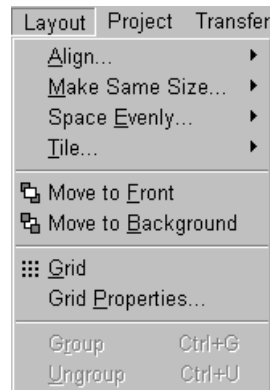 Layout Project Transfer
Align...
Make Same Size...
Space Evenly...
Tile...
Move to Front
Move to Background
Grid
Grid Properties...
Group Ctrl+G
Ungroup Ctrl+U